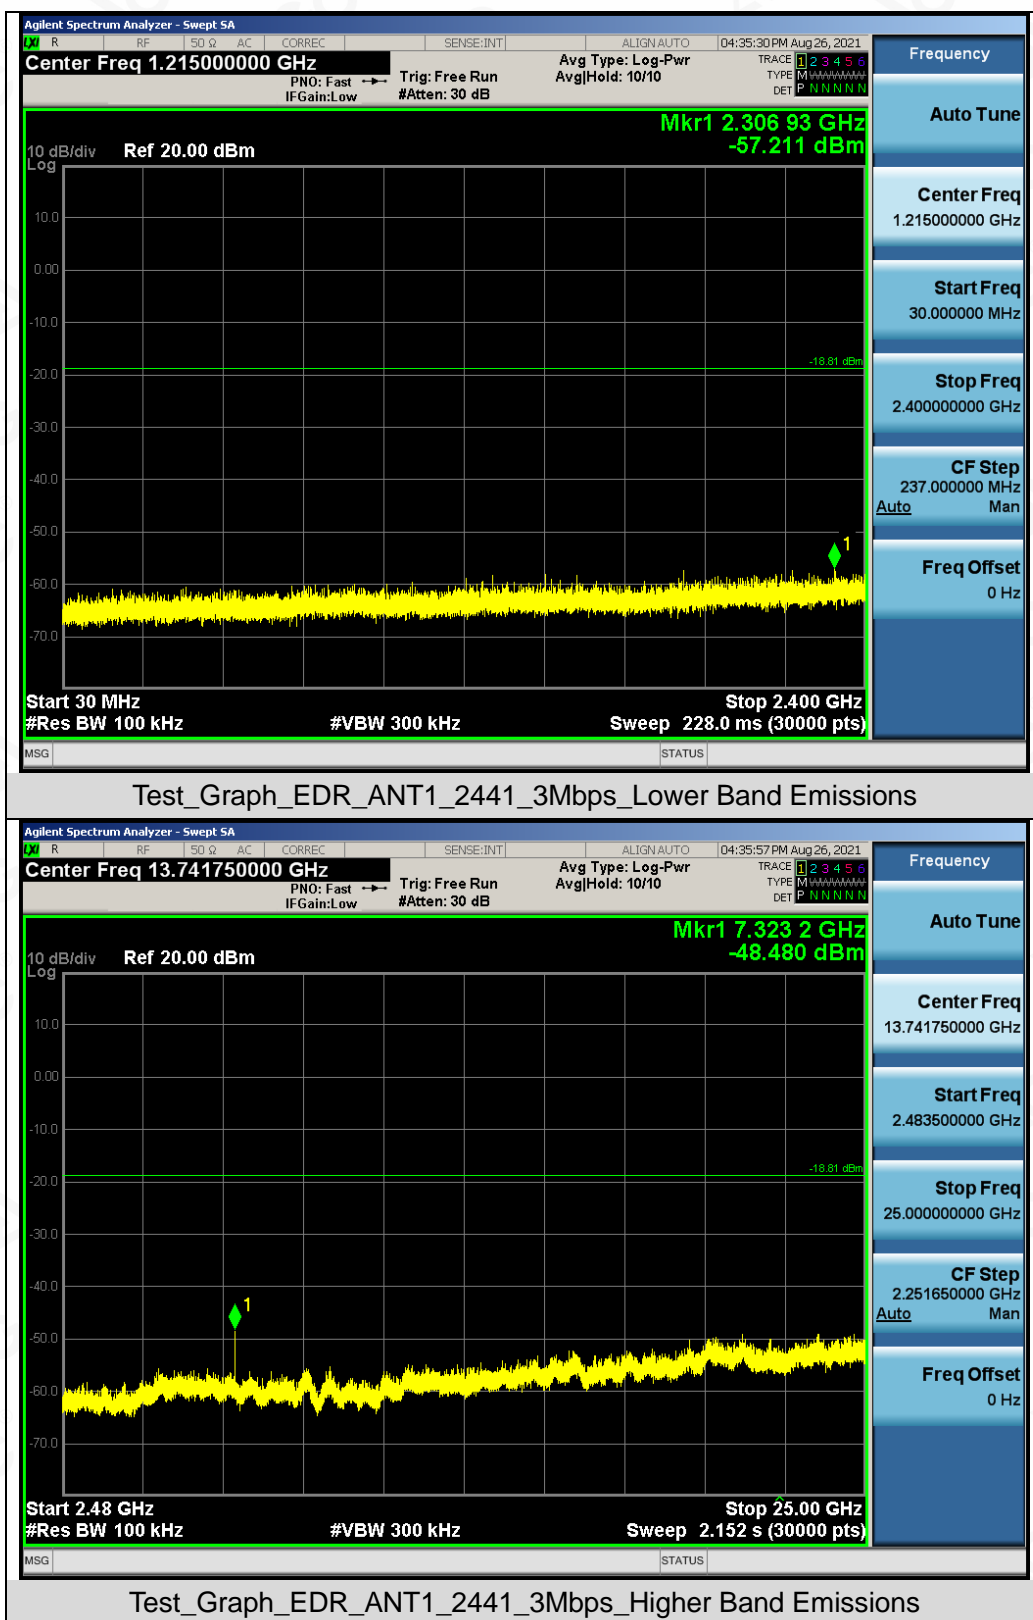 Agilent Spectrum Analyzer - Swept SA
LXI R RF 50 Ω AC CORREC SENSE:INT ALIGN AUTO 04:35:30 PM Aug 26, 2021
Center Freq 1.215000000 GHz
PNO: Fast
IFGain:Low
Trig: Free Run
#Atten: 30 dB
Avg Type: Log-Pwr
Avg|Hold: 10/10
TRACE 1 2 3 4 5 6
TYPE M WWWWW
DET P N N N N N
Mkr1 2.306 93 GHz
-57.211 dBm
10 dB/div Ref 20.00 dBm
Log
10.0
0.00
-10.0
-18.81 dBm
-20.0
-30.0
-40.0
-50.0
1
-60.0
-70.0
Start 30 MHz Stop 2.400 GHz
#Res BW 100 kHz #VBW 300 kHz Sweep 228.0 ms (30000 pts)
MSG STATUS
Frequency
Auto Tune
Center Freq
1.215000000 GHz
Start Freq
30.000000 MHz
Stop Freq
2.400000000 GHz
CF Step
237.000000 MHz
Auto Man
Freq Offset
0 Hz
Test_Graph_EDR_ANT1_2441_3Mbps_Lower Band Emissions
Agilent Spectrum Analyzer - Swept SA
LXI R RF 50 Ω AC CORREC SENSE:INT ALIGN AUTO 04:35:57 PM Aug 26, 2021
Center Freq 13.741750000 GHz
PNO: Fast
IFGain:Low
Trig: Free Run
#Atten: 30 dB
Avg Type: Log-Pwr
Avg|Hold: 10/10
TRACE 1 2 3 4 5 6
TYPE M WWWWW
DET P N N N N N
Mkr1 7.323 2 GHz
-48.480 dBm
10 dB/div Ref 20.00 dBm
Log
10.0
0.00
-10.0
-18.81 dBm
-20.0
-30.0
-40.0
1
-50.0
-60.0
-70.0
Start 2.48 GHz Stop 25.00 GHz
#Res BW 100 kHz #VBW 300 kHz Sweep 2.152 s (30000 pts)
MSG STATUS
Frequency
Auto Tune
Center Freq
13.741750000 GHz
Start Freq
2.483500000 GHz
Stop Freq
25.000000000 GHz
CF Step
2.251650000 GHz
Auto Man
Freq Offset
0 Hz
Test_Graph_EDR_ANT1_2441_3Mbps_Higher Band Emissions